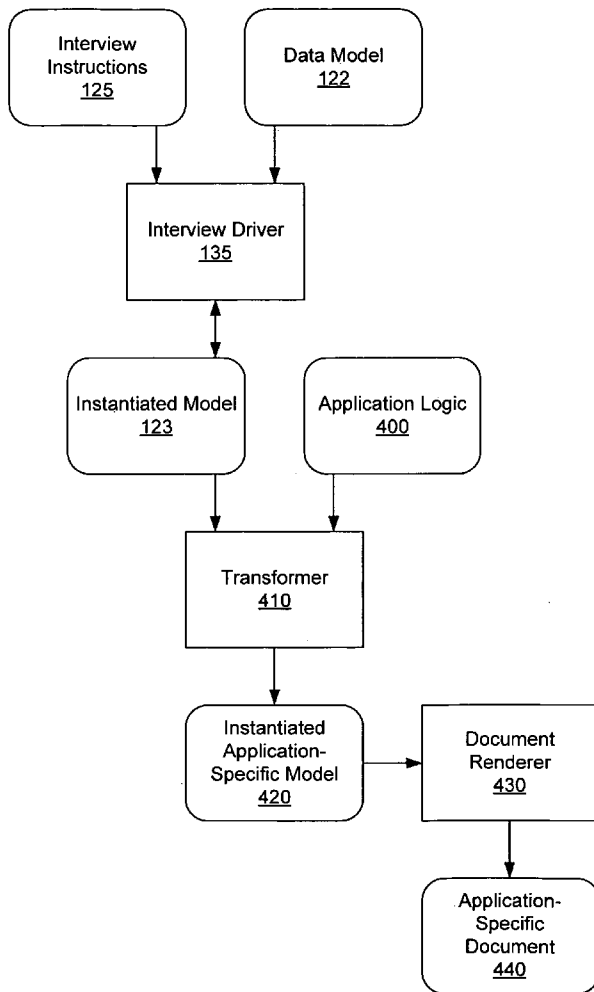 Interview
Instructions
125
Data Model
122
Interview Driver
135
Instantiated Model
123
Application Logic
400
Transformer
410
Instantiated
Application-
Specific Model
420
Document
Renderer
430
Application-
Specific
Document
440